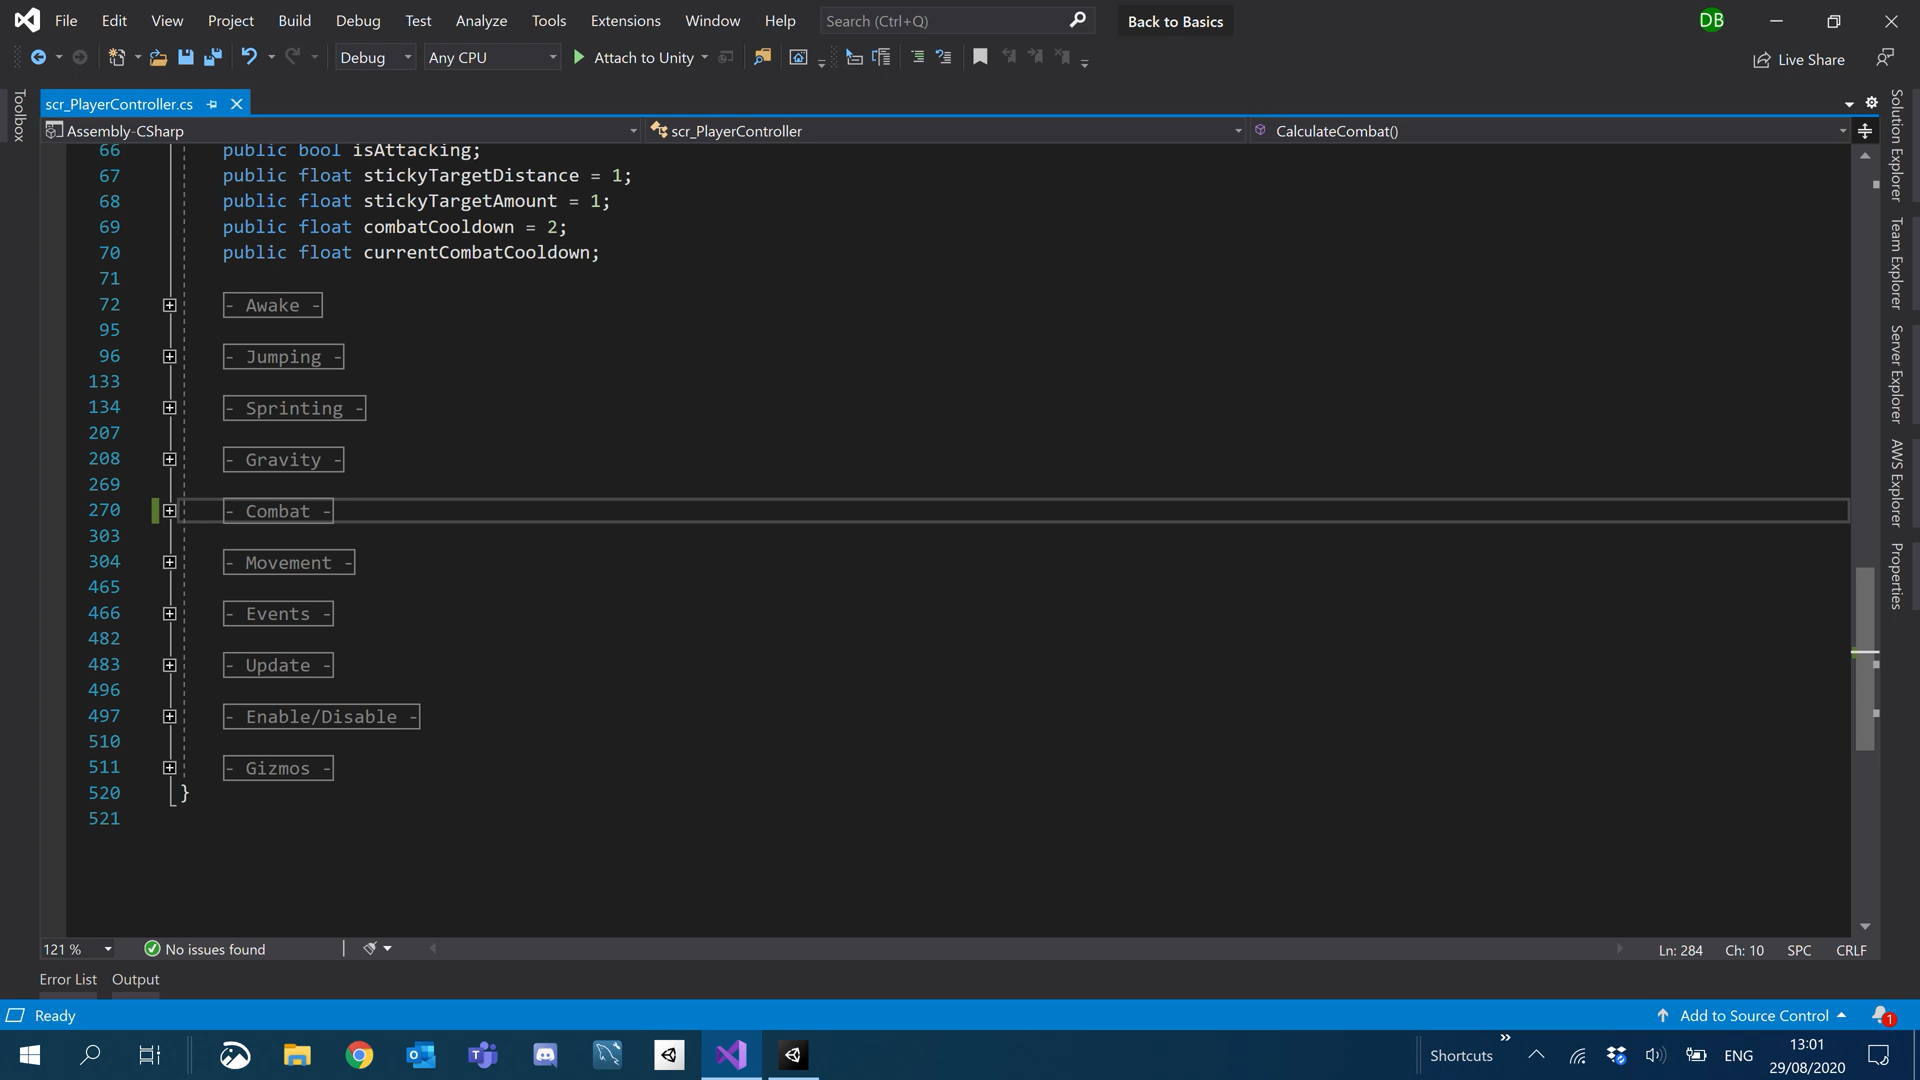 File Edit View Project Build Debug Test Analyze Tools Extensions Window Help Search (Ctrl+Q) Back to Basics DB
Debug Any CPU Attach to Unity Live Share
Toolbox
scr_PlayerController.cs
Assembly-CSharp scr_PlayerController CalculateCombat()
66 public bool isAttacking;
67 public float stickyTargetDistance = 1;
68 public float stickyTargetAmount = 1;
69 public float combatCooldown = 2;
70 public float currentCombatCooldown;
71
72 - Awake -
95
96 - Jumping -
133
134 - Sprinting -
207
208 - Gravity -
269
270 - Combat -
303
304 - Movement -
465
466 - Events -
482
483 - Update -
496
497 - Enable/Disable -
510
511 - Gizmos -
520 }
521
Solution Explorer
Team Explorer
Server Explorer
AWS Explorer
Properties
121 % No issues found Ln: 284 Ch: 10 SPC CRLF
Error List Output
Ready Add to Source Control 1
Shortcuts ENG 13:01
29/08/2020